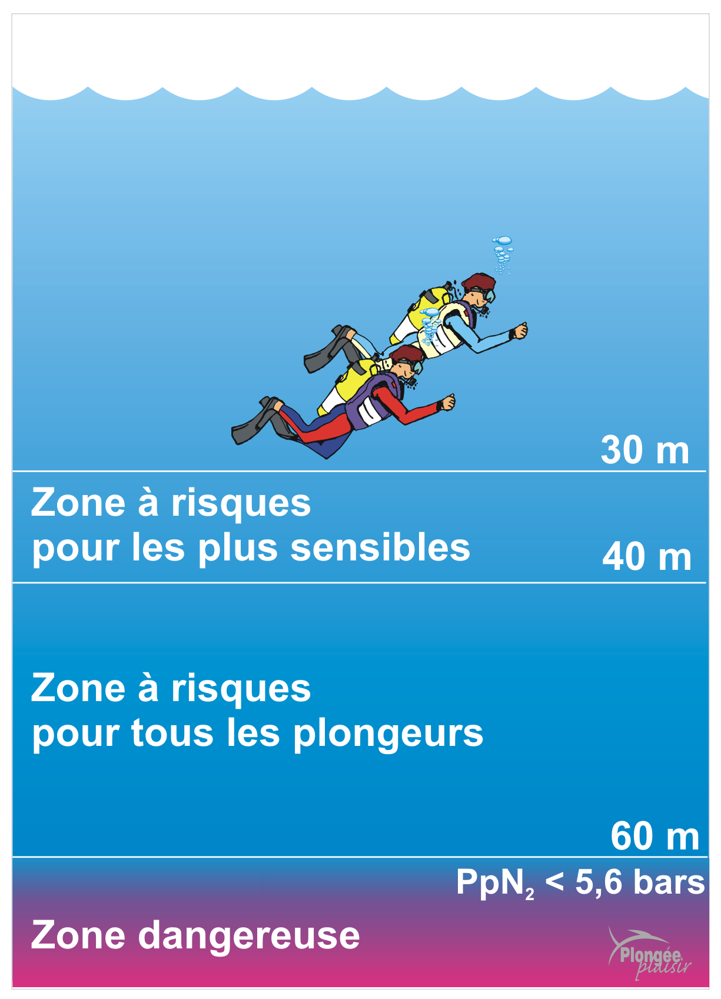 30 m
Zone à risques
pour les plus sensibles
40 m
Zone à risques
pour tous les plongeurs
60 m
PpN₂ < 5,6 bars
Zone dangereuse
Plongée
plaisir